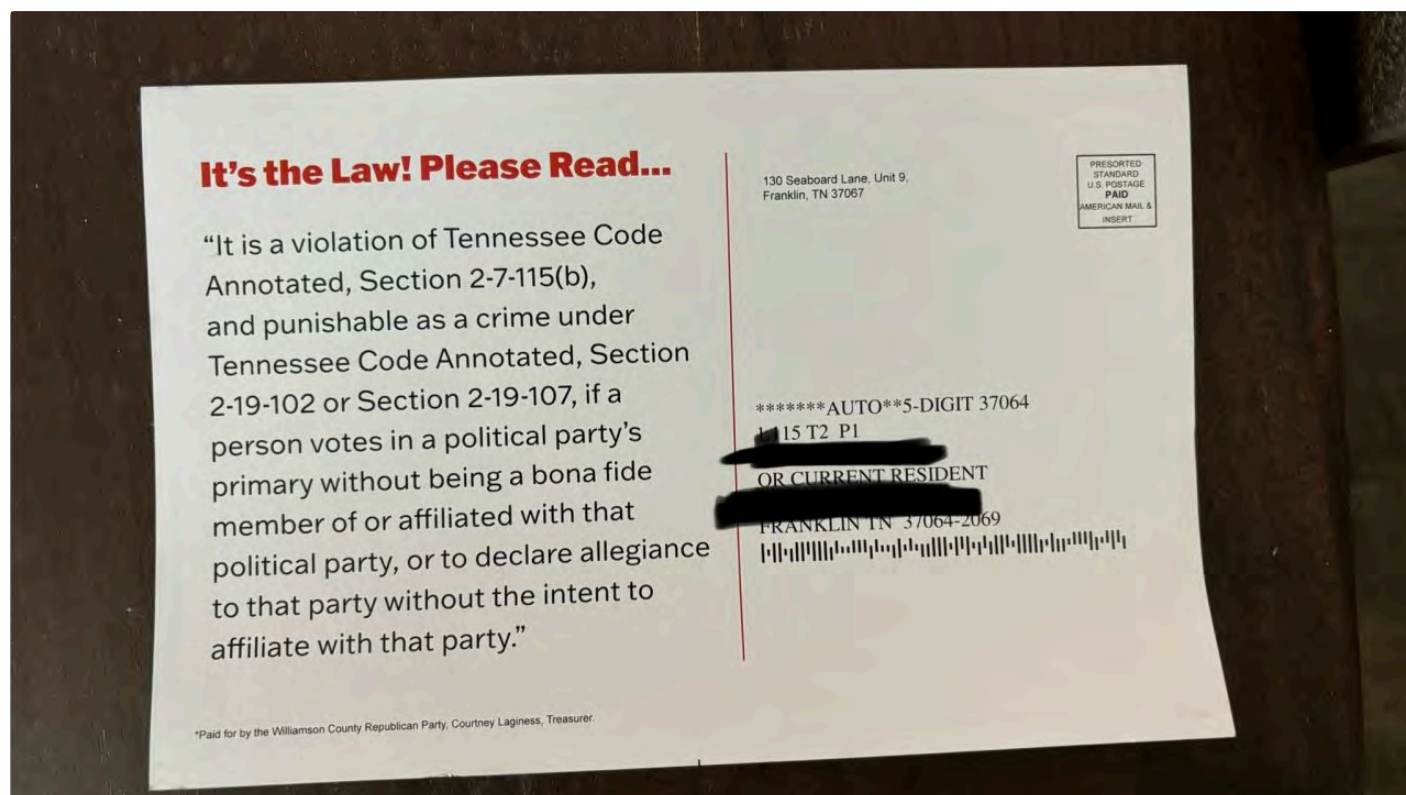 It's the Law! Please Read...
“It is a violation of Tennessee Code
Annotated, Section 2-7-115(b),
and punishable as a crime under
Tennessee Code Annotated, Section
2-19-102 or Section 2-19-107, if a
person votes in a political party's
primary without being a bona fide
member of or affiliated with that
political party, or to declare allegiance
to that party without the intent to
affiliate with that party.”
*Paid for by the Williamson County Republican Party, Courtney Laginess, Treasurer.
130 Seaboard Lane, Unit 9,
Franklin, TN 37067
PRESORTED
STANDARD
U.S. POSTAGE
PAID
AMERICAN MAIL &
INSERT
*******AUTO**5-DIGIT 37064
15 T2 P1
OR CURRENT RESIDENT
FRANKLIN TN 37064-2069